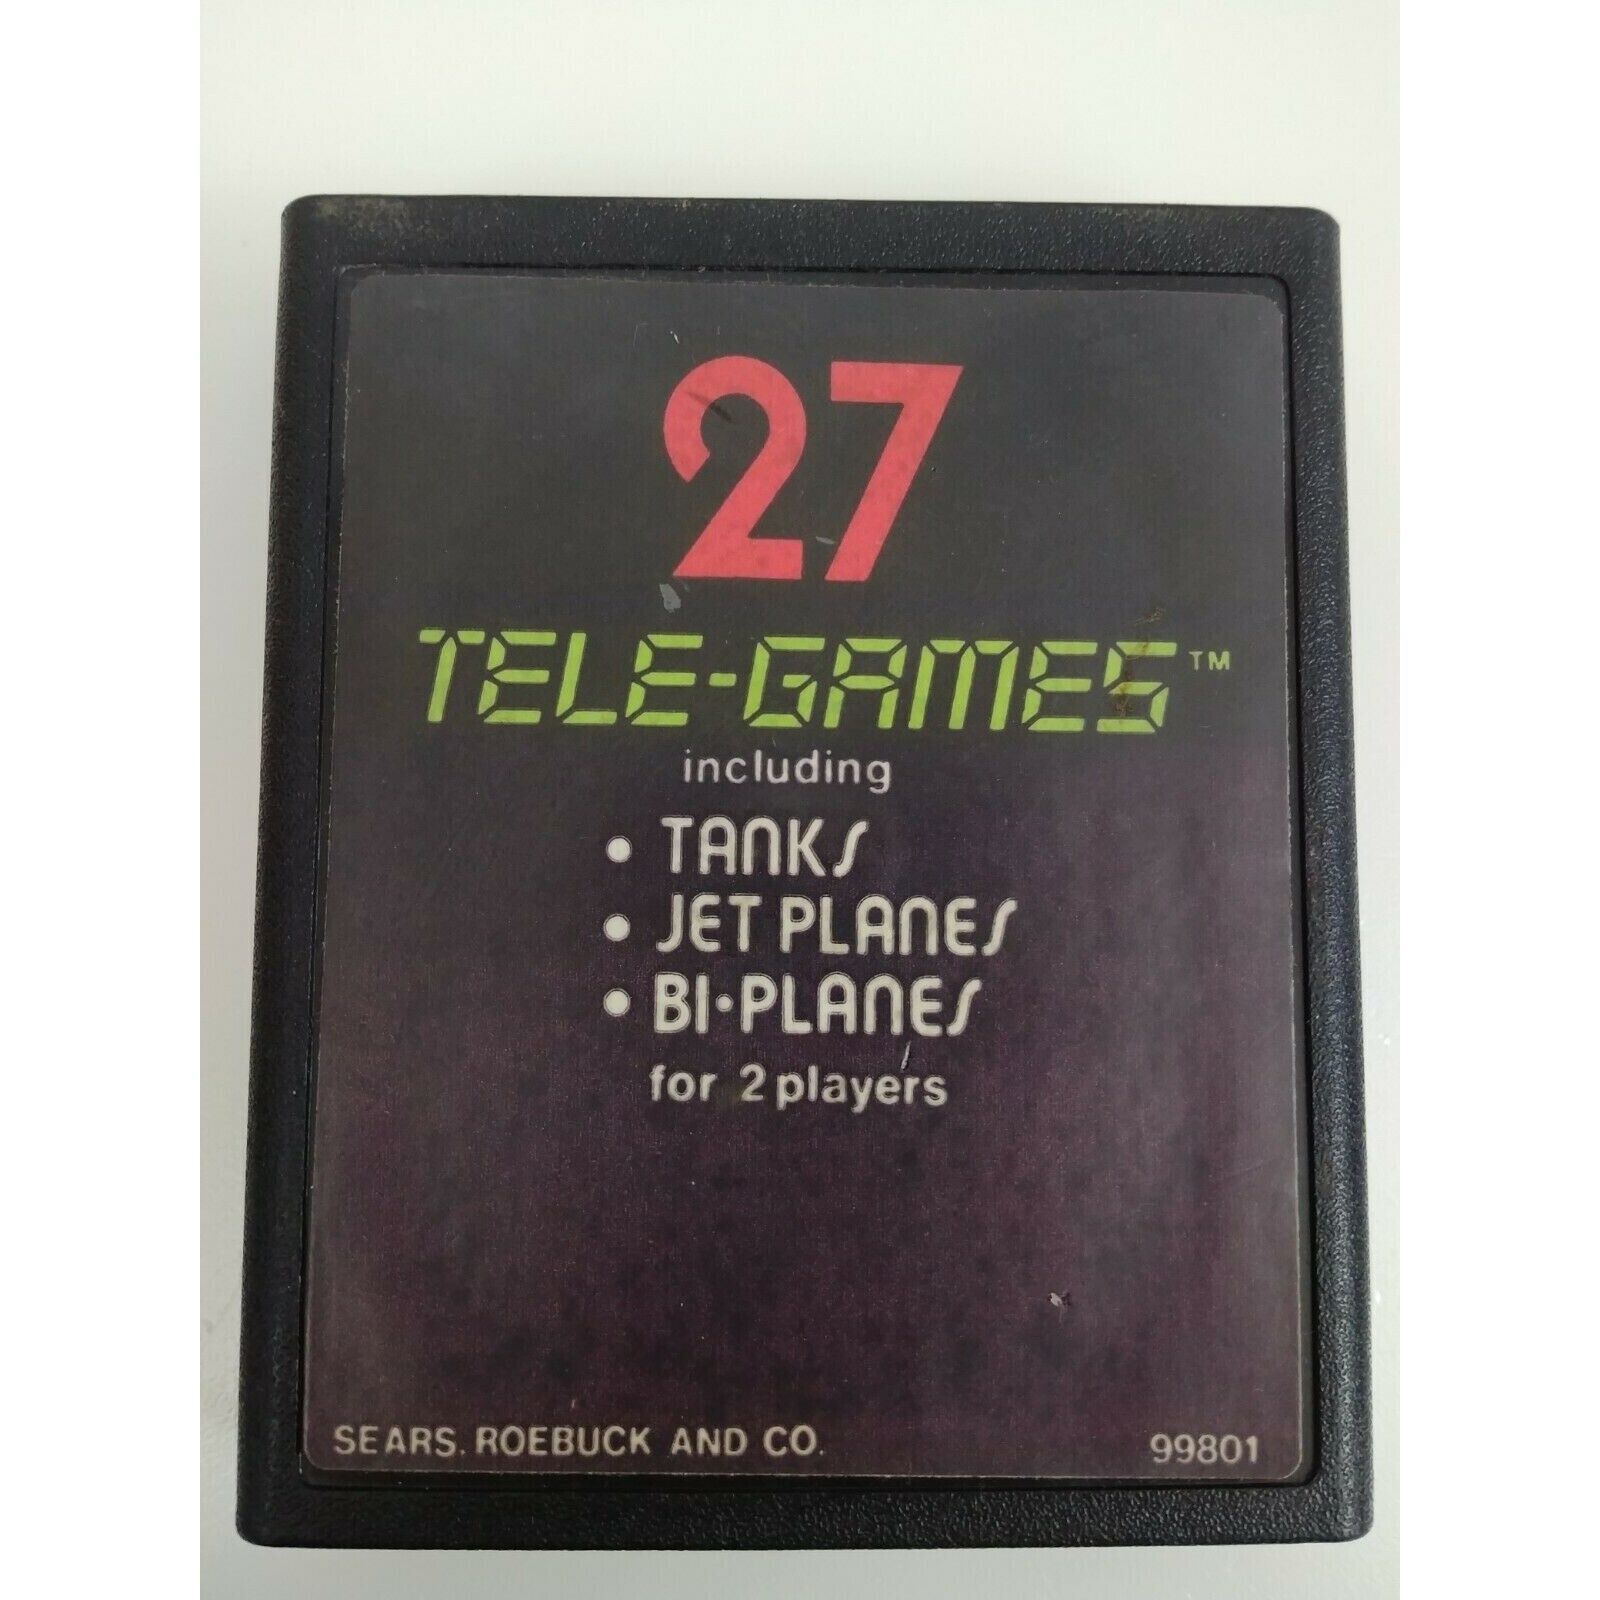 27
TELE-GAMES™
including
• TANKS
• JET PLANES
• BI•PLANES
for 2 players
SEARS, ROEBUCK AND CO. 99801